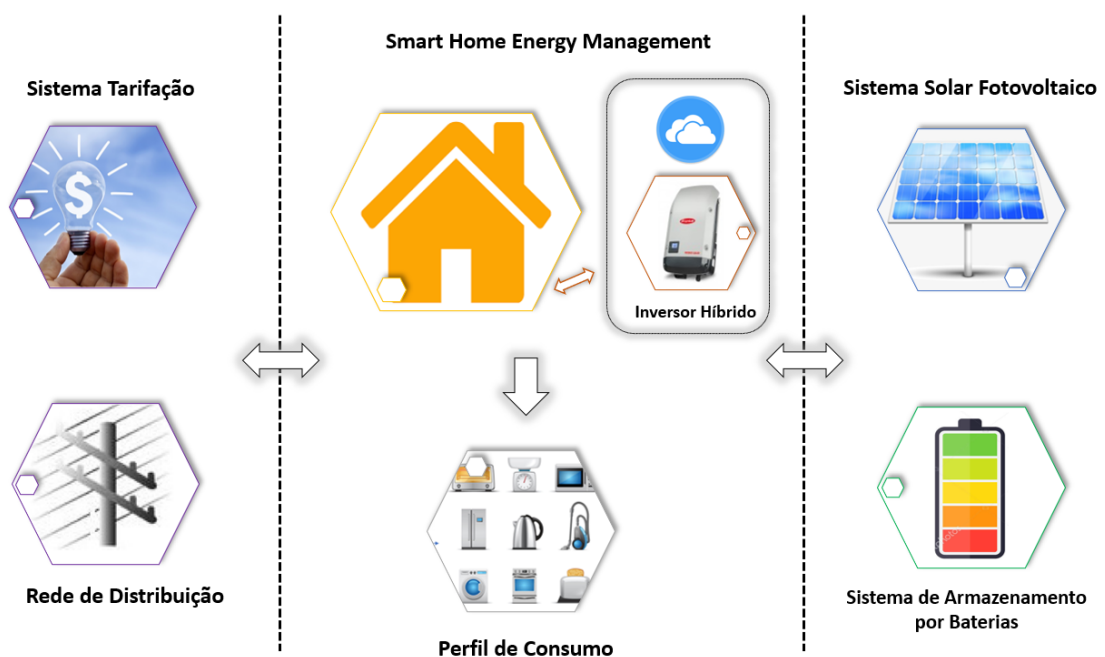 Smart Home Energy Management
Sistema Tarifação
Sistema Solar Fotovoltaico
$
Inversor Híbrido
Rede de Distribuição
Sistema de Armazenamento
por Baterias
Perfil de Consumo